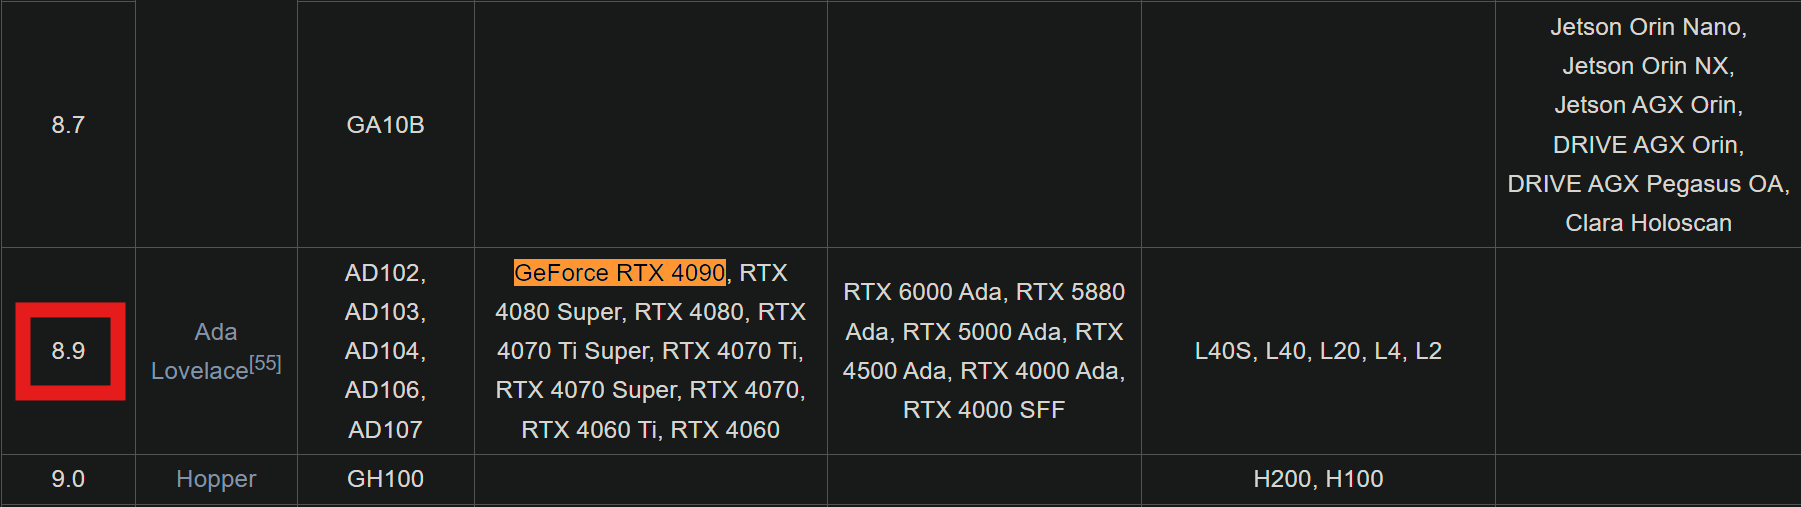 8.7
GA10B
Jetson Orin Nano,
Jetson Orin NX,
Jetson AGX Orin,
DRIVE AGX Orin,
DRIVE AGX Pegasus OA,
Clara Holoscan
8.9
Ada
Lovelace[55]
AD102,
AD103,
AD104,
AD106,
AD107
GeForce RTX 4090, RTX
4080 Super, RTX 4080, RTX
4070 Ti Super, RTX 4070 Ti,
RTX 4070 Super, RTX 4070,
RTX 4060 Ti, RTX 4060
RTX 6000 Ada, RTX 5880
Ada, RTX 5000 Ada, RTX
4500 Ada, RTX 4000 Ada,
RTX 4000 SFF
L40S, L40, L20, L4, L2
9.0
Hopper
GH100
H200, H100